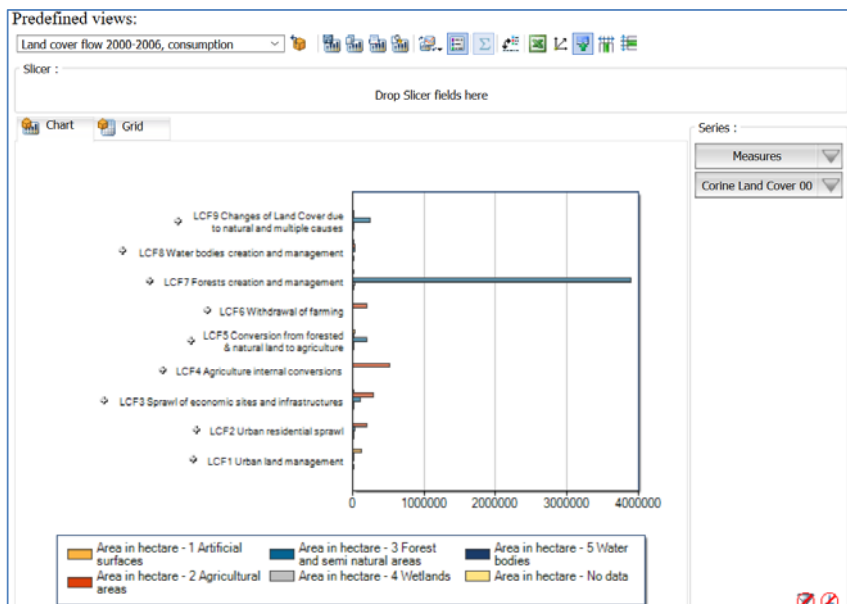 Predefined views:
Land cover flow 2000-2006, consumption
Slicer :
Drop Slicer fields here
Chart
Grid
Series :
Measures
Corine Land Cover 00
LCF9 Changes of Land Cover due
to natural and multiple causes
LCF8 Water bodies creation and management
LCF7 Forests creation and management
LCF6 Withdrawal of farming
LCF5 Conversion from forested
& natural land to agriculture
LCF4 Agriculture internal conversions
LCF3 Sprawl of economic sites and infrastructures
LCF2 Urban residential sprawl
LCF1 Urban land management
0 1000000 2000000 3000000 4000000
Area in hectare - 1 Artificial
surfaces
Area in hectare - 2 Agricultural
areas
Area in hectare - 3 Forest
and semi natural areas
Area in hectare - 4 Wetlands
Area in hectare - 5 Water
bodies
Area in hectare - No data